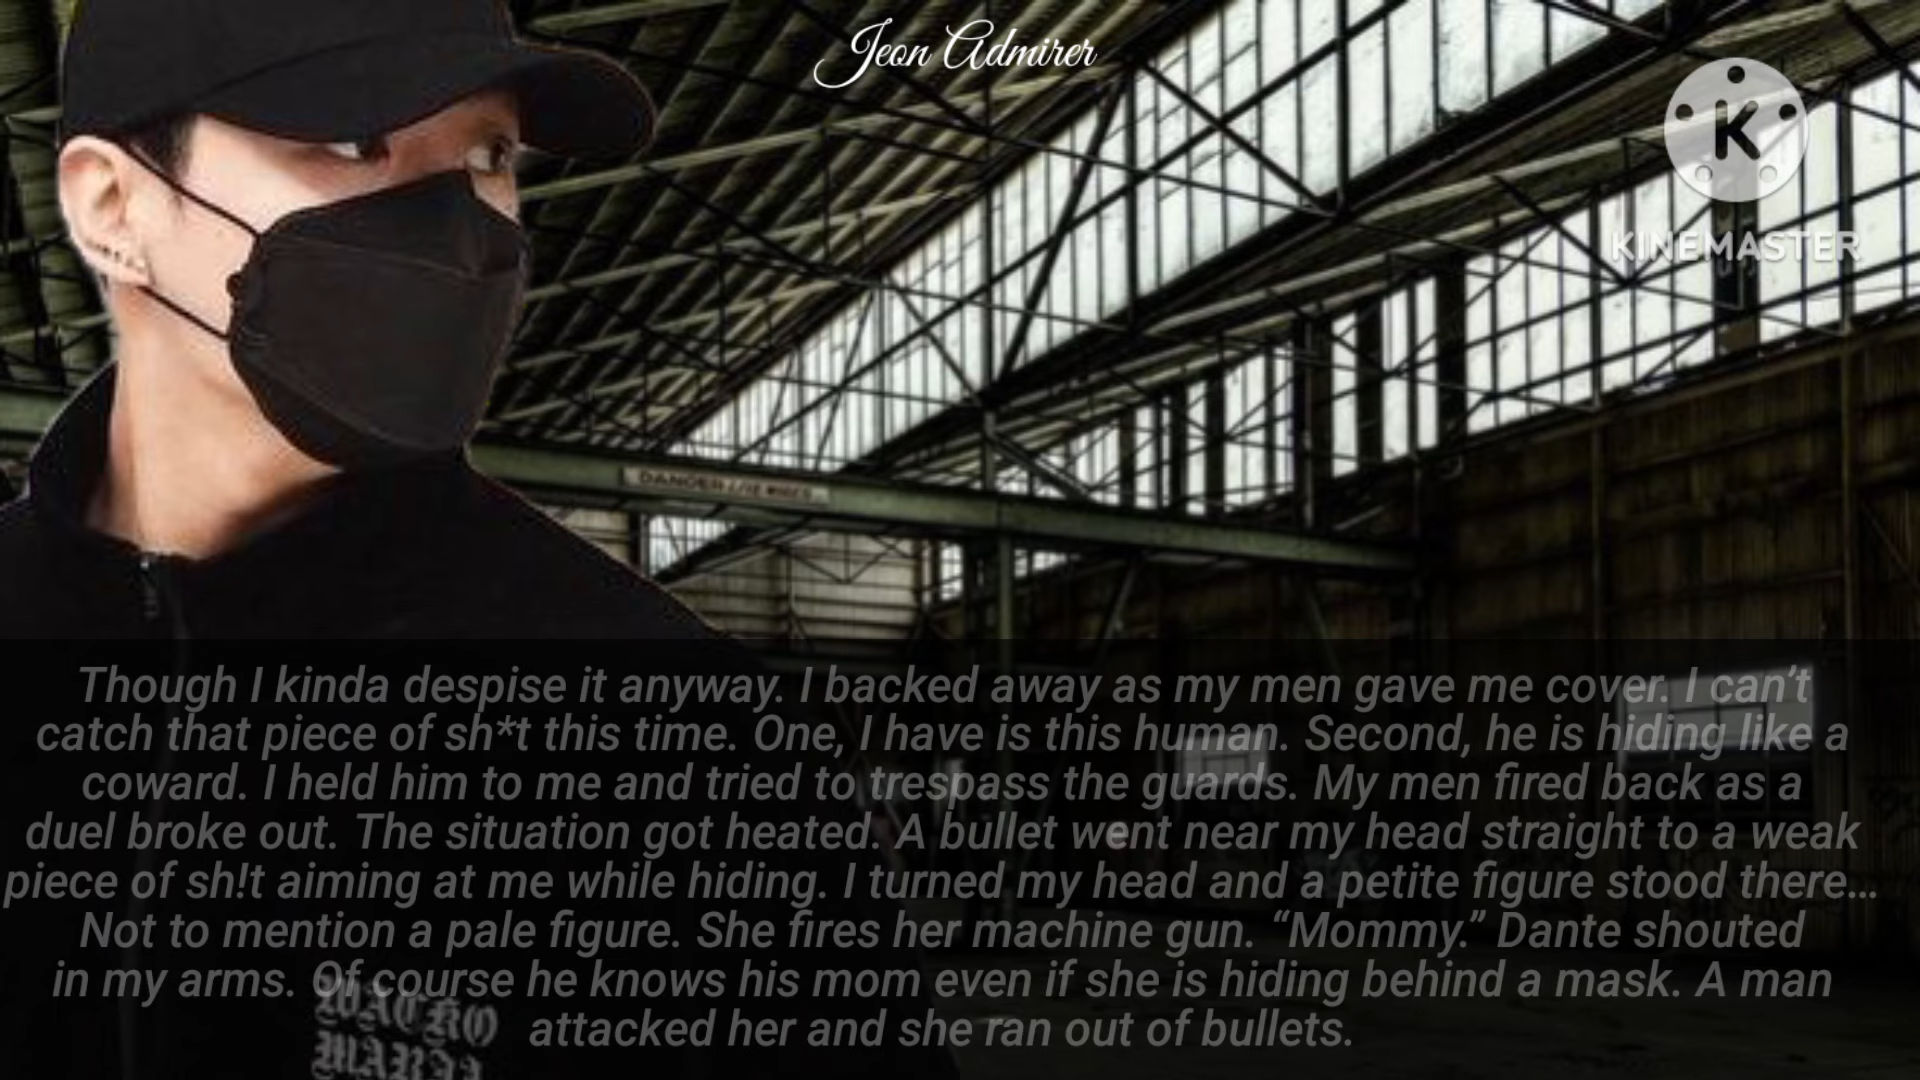 Jeon Admirer
K
KINEMASTER
DANGER LIVE WIRES
Though I kinda despise it anyway. I backed away as my men gave me cover. I can’t
catch that piece of sh*t this time. One, I have is this human. Second, he is hiding like a
coward. I held him to me and tried to trespass the guards. My men fired back as a
duel broke out. The situation got heated. A bullet went near my head straight to a weak
piece of sh!t aiming at me while hiding. I turned my head and a petite figure stood there...
Not to mention a pale figure. She fires her machine gun. “Mommy.” Dante shouted
in my arms. Of course he knows his mom even if she is hiding behind a mask. A man
attacked her and she ran out of bullets.
WACKO
MARIA